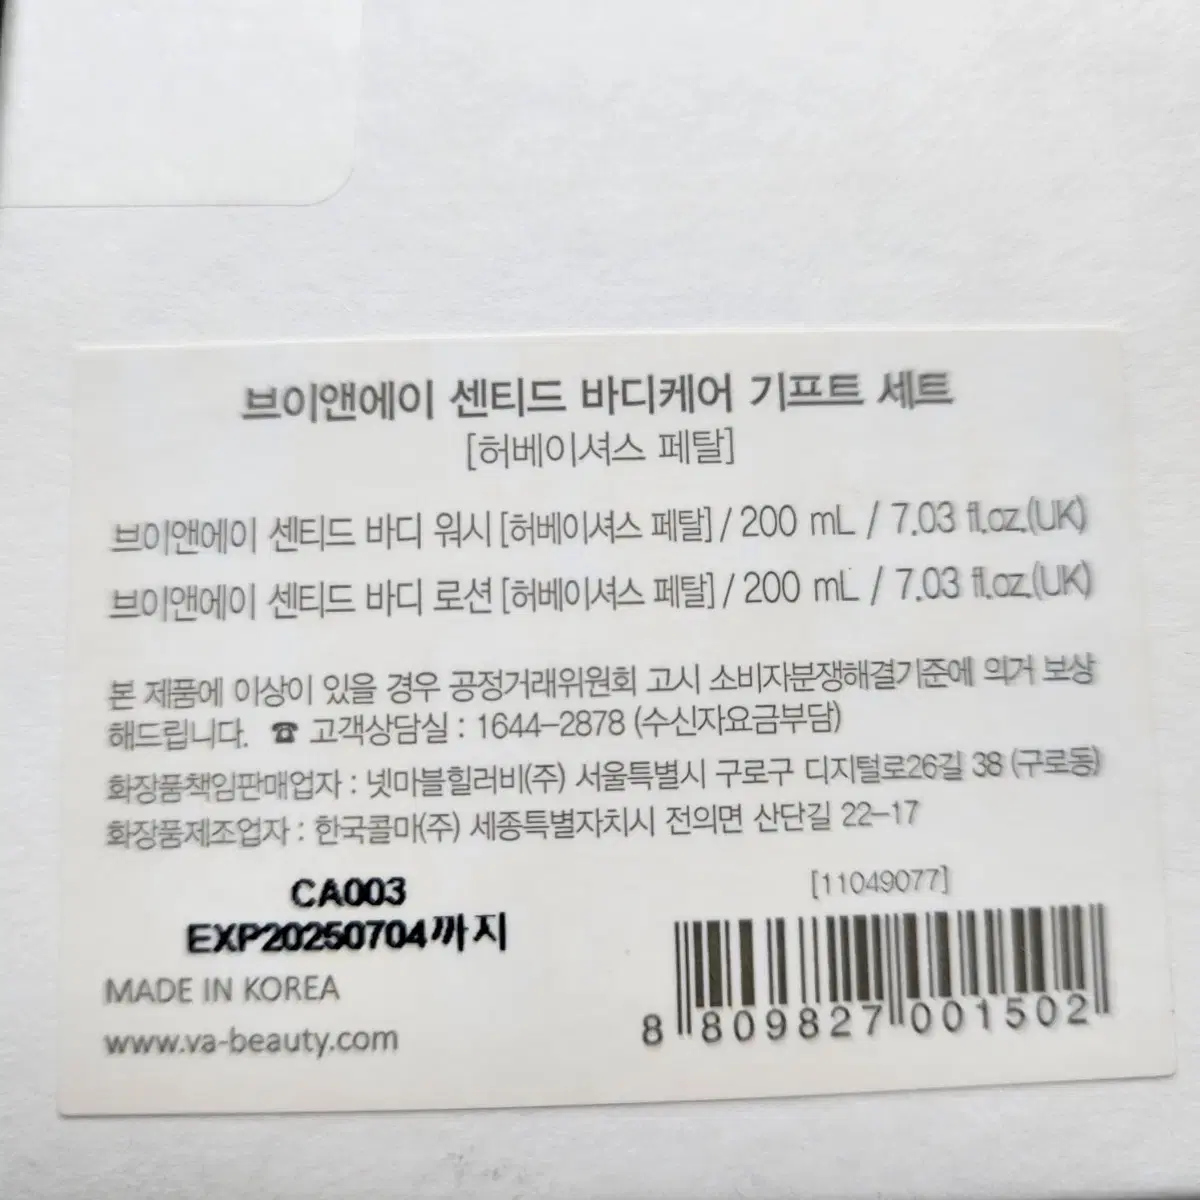 브이앤에이 센티드 바디케어 기프트 세트
[허베이셔스 페탈]
브이앤에이 센티드 바디 워시 [허베이셔스 페탈] / 200 mL / 7.03 fl.oz.(UK)
브이앤에이 센티드 바디 로션 [허베이셔스 페탈] / 200 mL / 7.03 fl.oz.(UK)
본 제품에 이상이 있을 경우 공정거래위원회 고시 소비자분쟁해결기준에 의거 보상
해드립니다. ☎ 고객상담실 : 1644-2878 (수신자요금부담)
화장품책임판매업자 : 넷마블힐러비(주) 서울특별시 구로구 디지털로26길 38 (구로동)
화장품제조업자 : 한국콜마(주) 세종특별자치시 전의면 산단길 22-17
CA003
EXP20250704까지
MADE IN KOREA
www.va-beauty.com
[11049077]
8 809827 001502